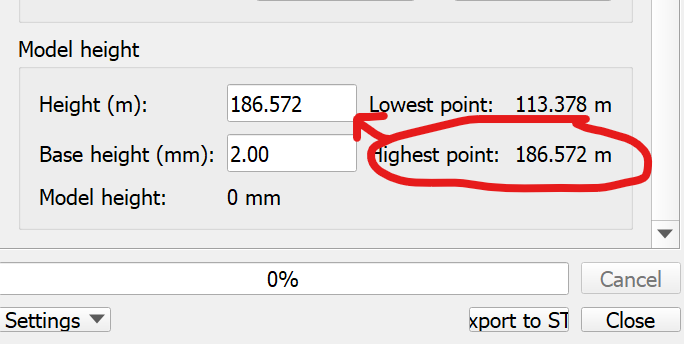 Model height
Height (m): 186.572 Lowest point: 113.378 m
Base height (mm): 2.00 Highest point: 186.572 m
Model height: 0 mm
0%
Cancel
Settings xport to ST Close